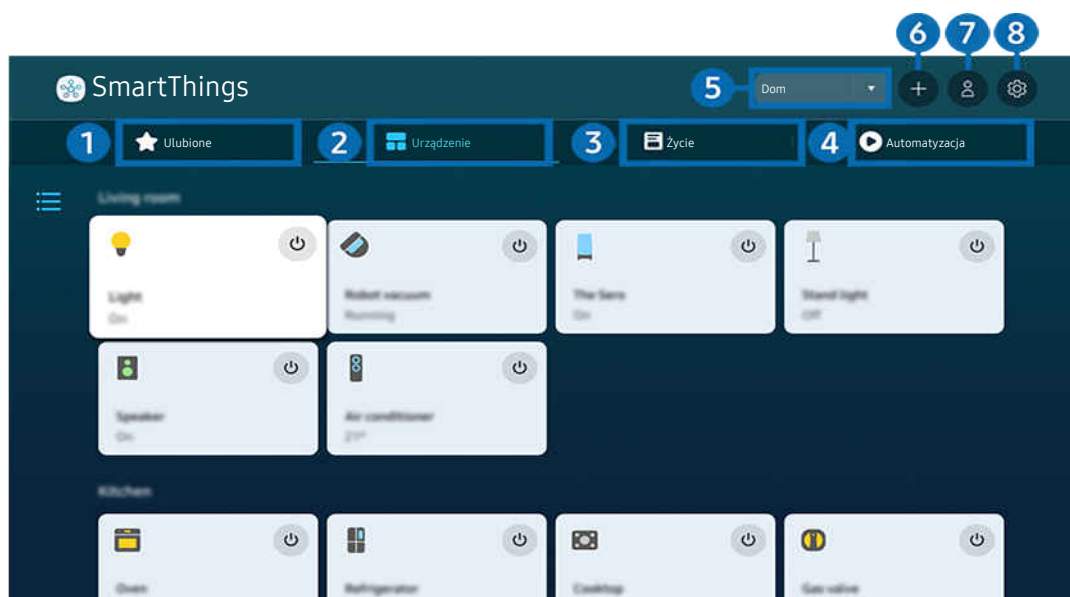 6 7 8
SmartThings
5 Dom
1 Ulubione 2 Urządzenie 3 Życie 4 Automatyzacja
Living room
Light
On
Robot vacuum
Running
The Sero
On
Stand light
Off
Speaker
On
Air conditioner
Kitchen
Oven
Refrigerator
Cooktop
Gas valve